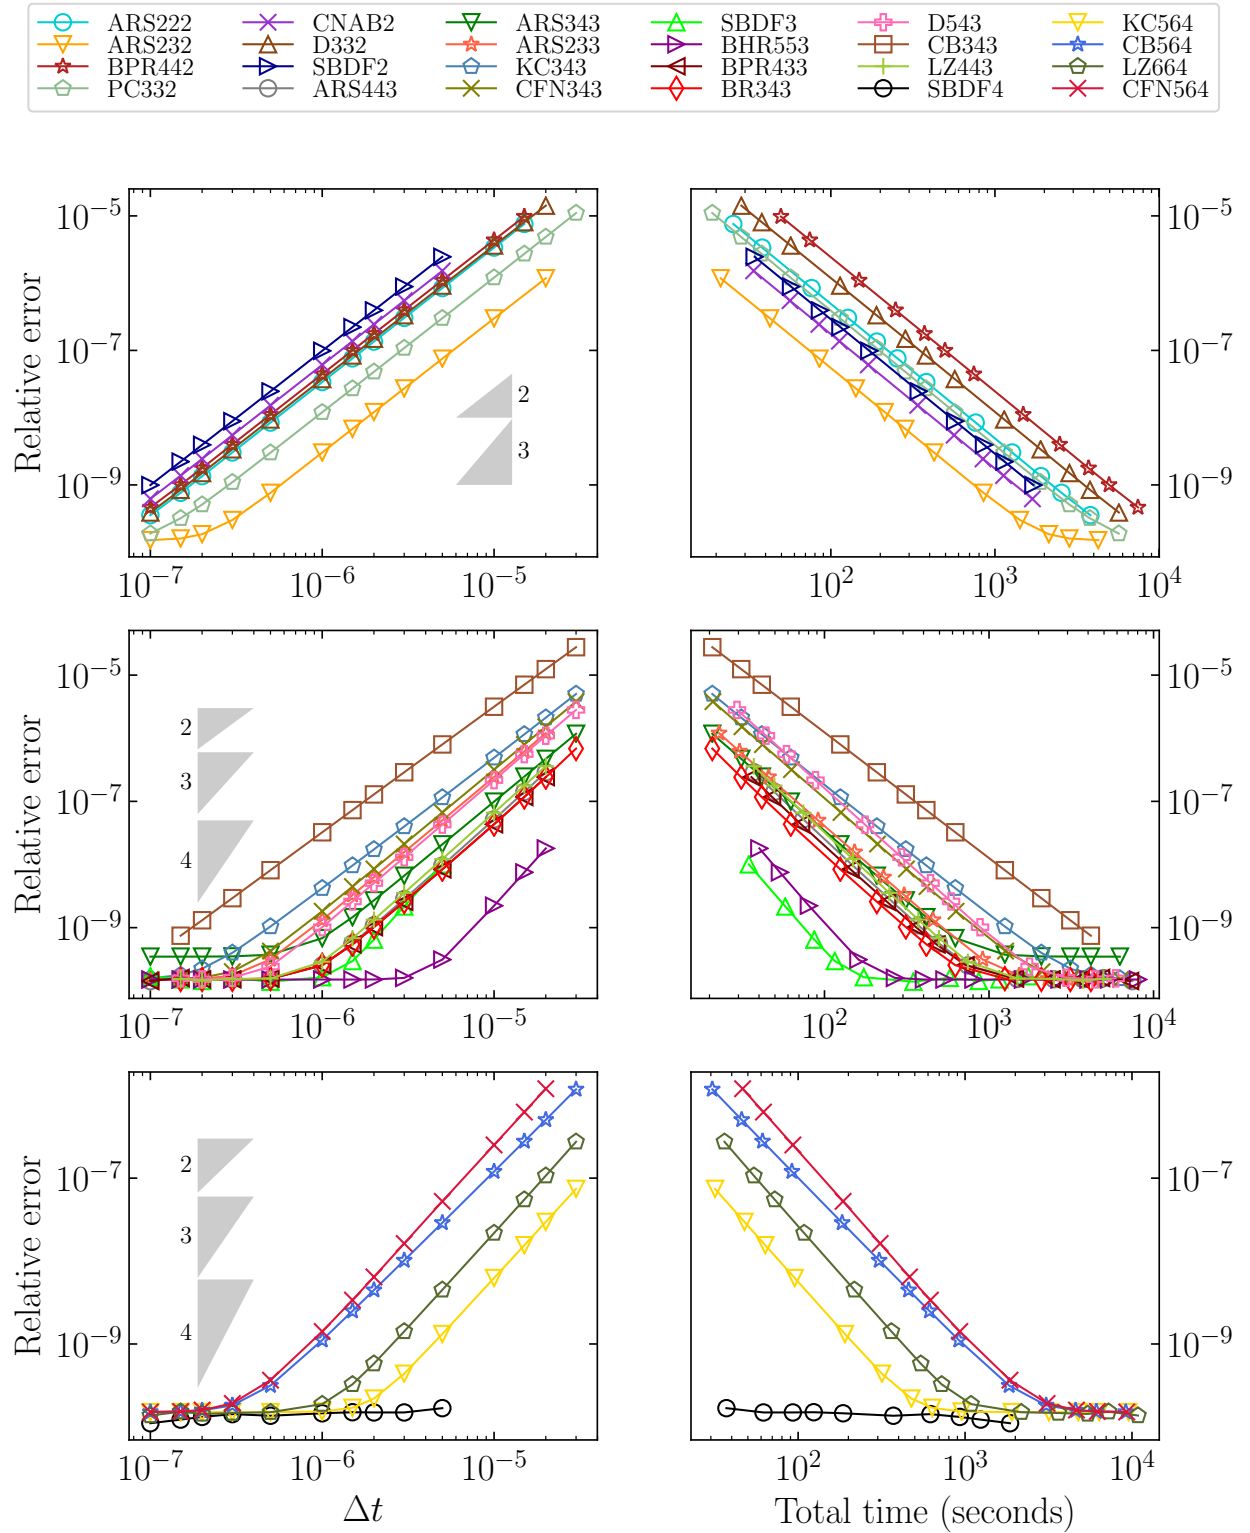 ARS222 CNAB2 ARS343 SBDF3 D543 KC564
ARS232 D332 ARS233 BHR553 CB343 CB564
BPR442 SBDF2 KC343 BPR433 LZ443 LZ664
PC332 ARS443 CFN343 BR343 SBDF4 CFN564
10⁻⁵ 10⁻⁵
Relative error
10⁻⁷ 10⁻⁷
2
3
10⁻⁹ 10⁻⁹
10⁻⁷ 10⁻⁶ 10⁻⁵ 10² 10³ 10⁴
10⁻⁵ 10⁻⁵
Relative error
2
3
10⁻⁷ 10⁻⁷
4
10⁻⁹ 10⁻⁹
10⁻⁷ 10⁻⁶ 10⁻⁵ 10² 10³ 10⁴
Relative error
2
10⁻⁷ 10⁻⁷
3
4
10⁻⁹ 10⁻⁹
10⁻⁷ 10⁻⁶ 10⁻⁵ 10² 10³ 10⁴
Δt Total time (seconds)